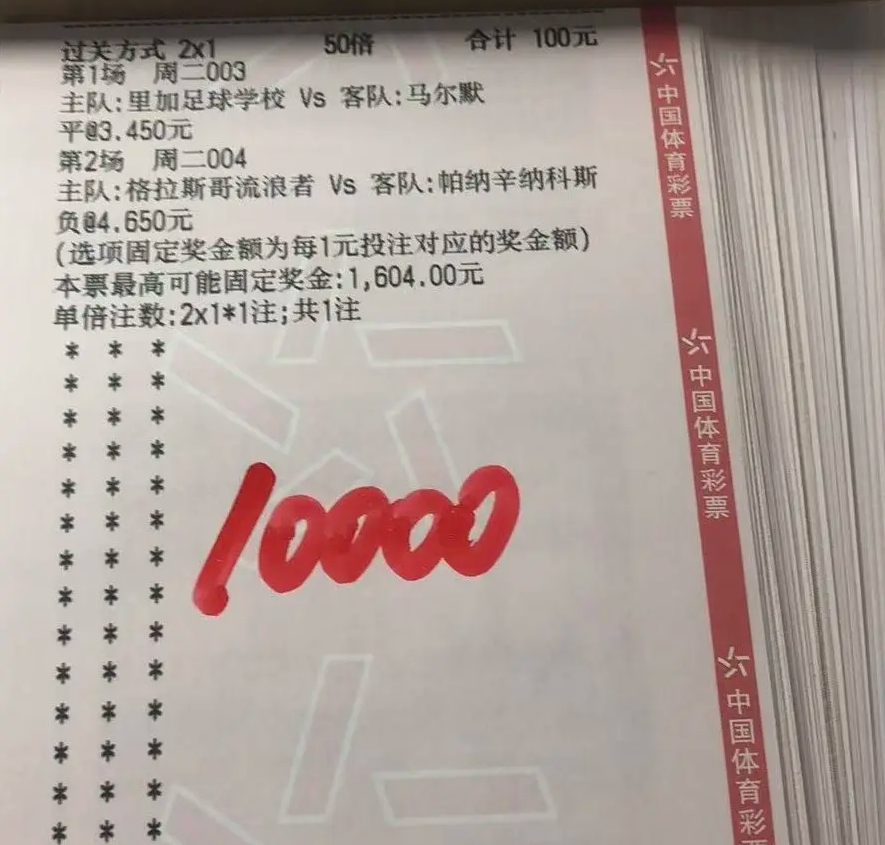 过关方式 2x1 50倍 合计 100元
第1场 周二003
主队:里加足球学校 Vs 客队:马尔默
平@3.450元
第2场 周二004
主队:格拉斯哥流浪者 Vs 客队:帕纳辛纳科斯
负@4.650元
(选项固定奖金额为每1元投注对应的奖金额)
本票最高可能固定奖金:1,604.00元
单倍注数:2x1*1注;共1注
* * *
* * *
* * *
* * *
* * *
* * *
* * *
* * *
* * *
* * *
* * *
* * *
* * *
* * *
10000
中国体育彩票
中国体育彩票
中国体育彩